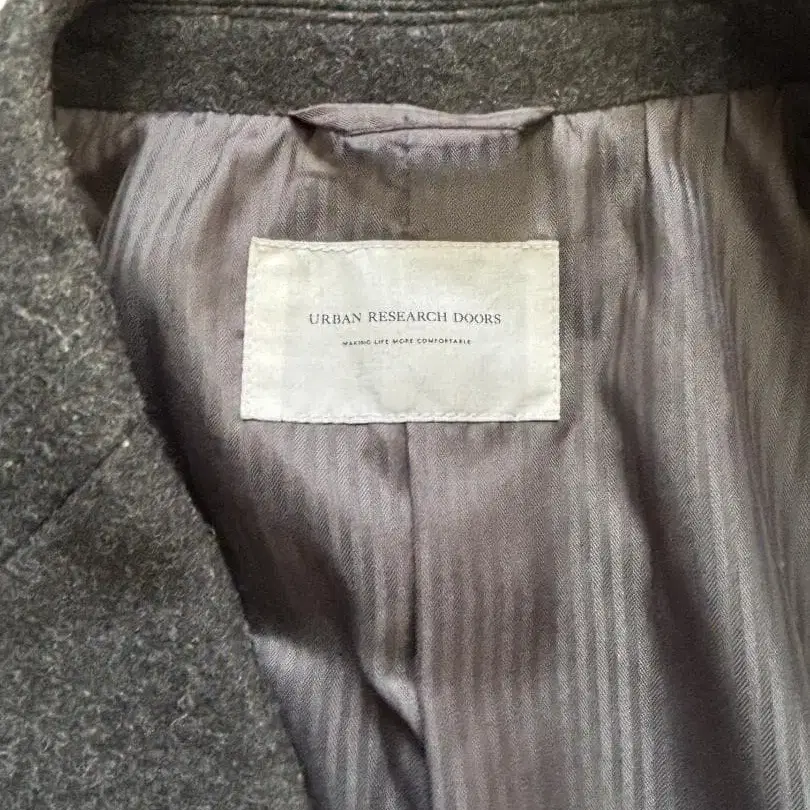 URBAN RESEARCH DOORS
MAKING LIFE MORE COMFORTABLE